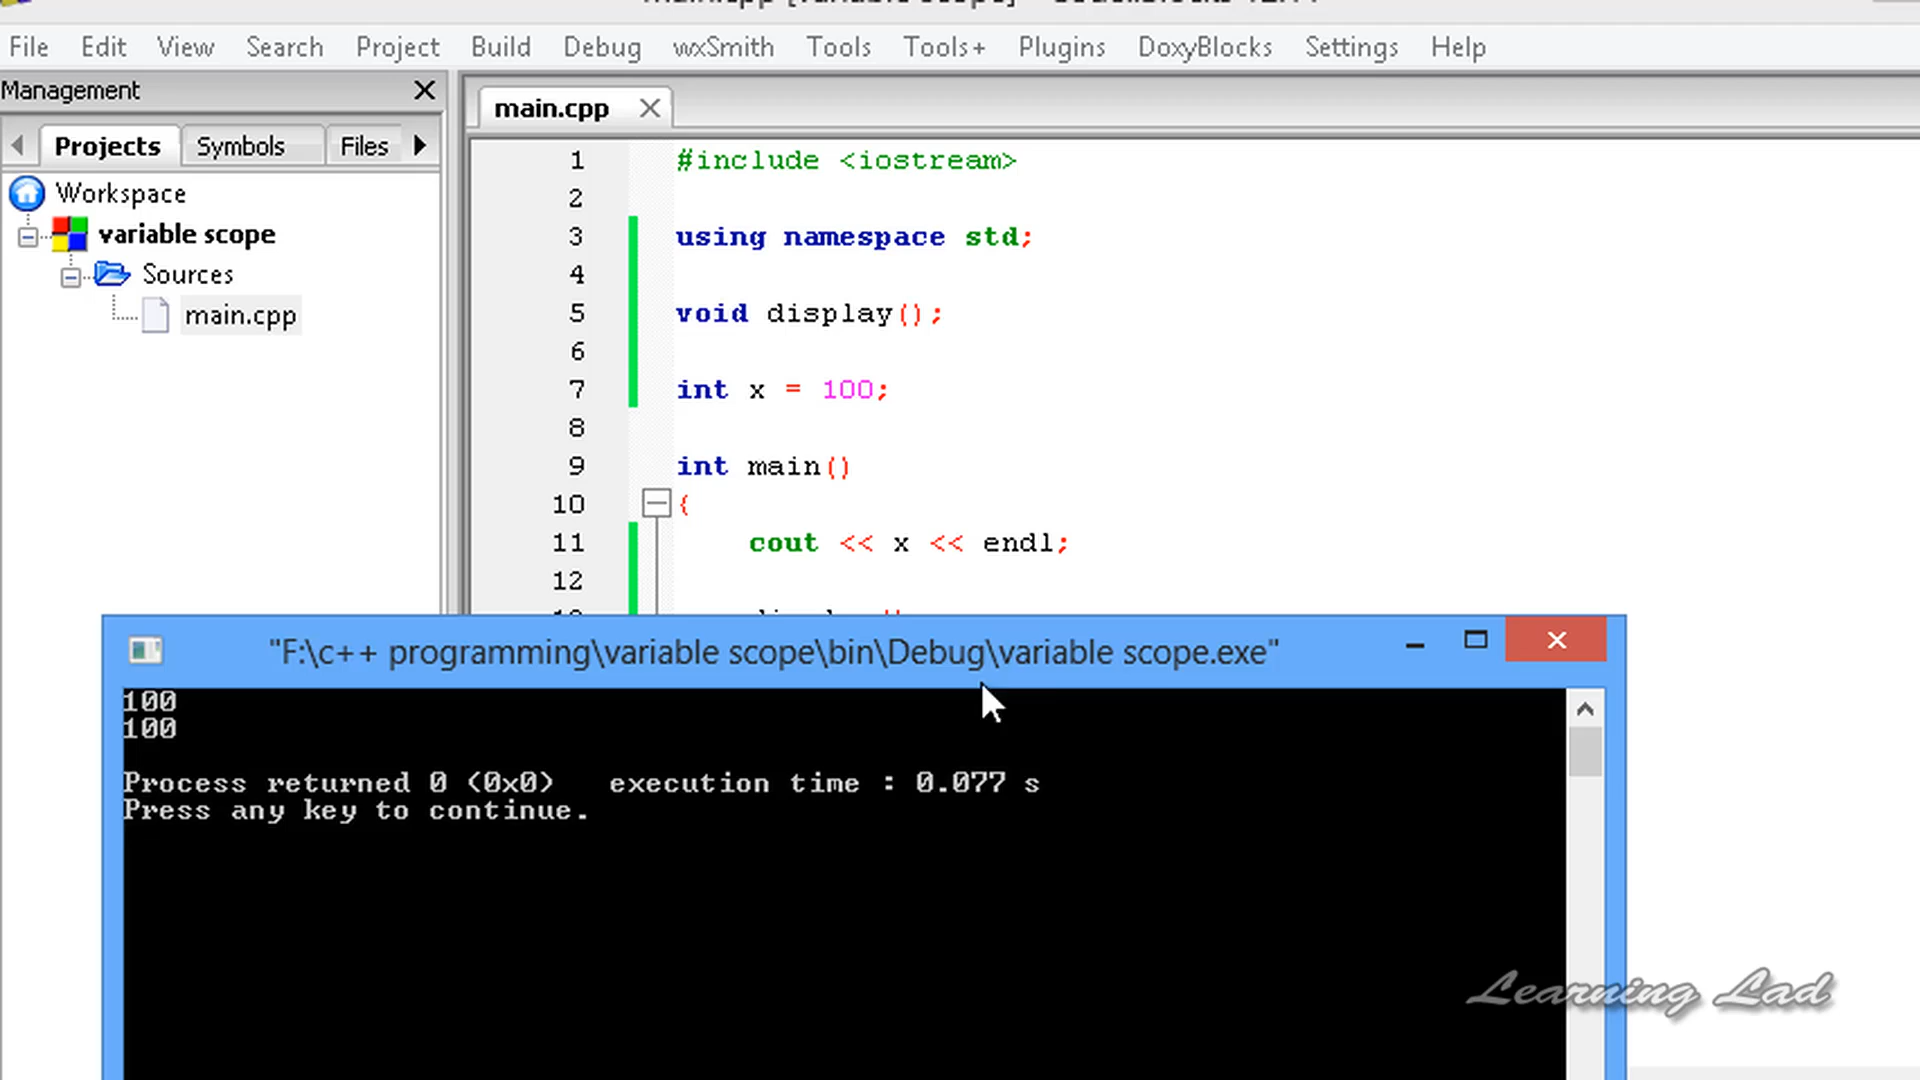 File Edit View Search Project Build Debug wxSmith Tools Tools+ Plugins DoxyBlocks Settings Help
Management
Projects Symbols Files
Workspace
variable scope
Sources
main.cpp
main.cpp
1 #include <iostream>
2
3 using namespace std;
4
5 void display();
6
7 int x = 100;
8
9 int main()
10 {
11 cout << x << endl;
12
"F:\c++ programming\variable scope\bin\Debug\variable scope.exe"
100
100
Process returned 0 (0x0) execution time : 0.077 s
Press any key to continue.
Learning Lad